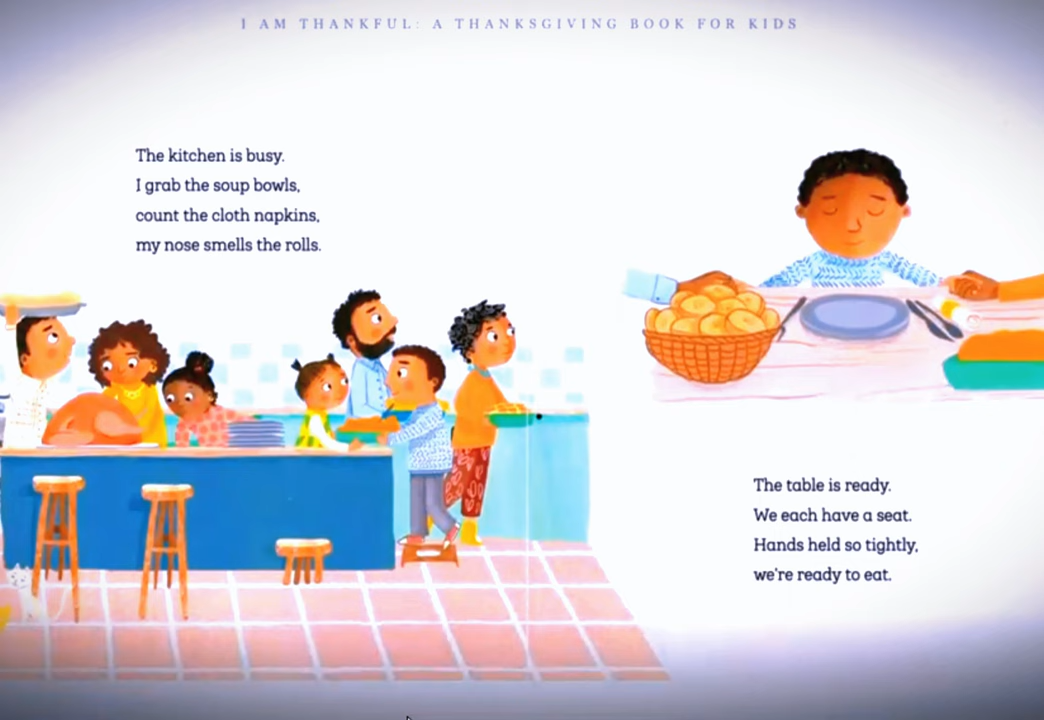 I AM THANKFUL: A THANKSGIVING BOOK FOR KIDS
The kitchen is busy.
I grab the soup bowls,
count the cloth napkins,
my nose smells the rolls.
The table is ready.
We each have a seat.
Hands held so tightly,
we're ready to eat.